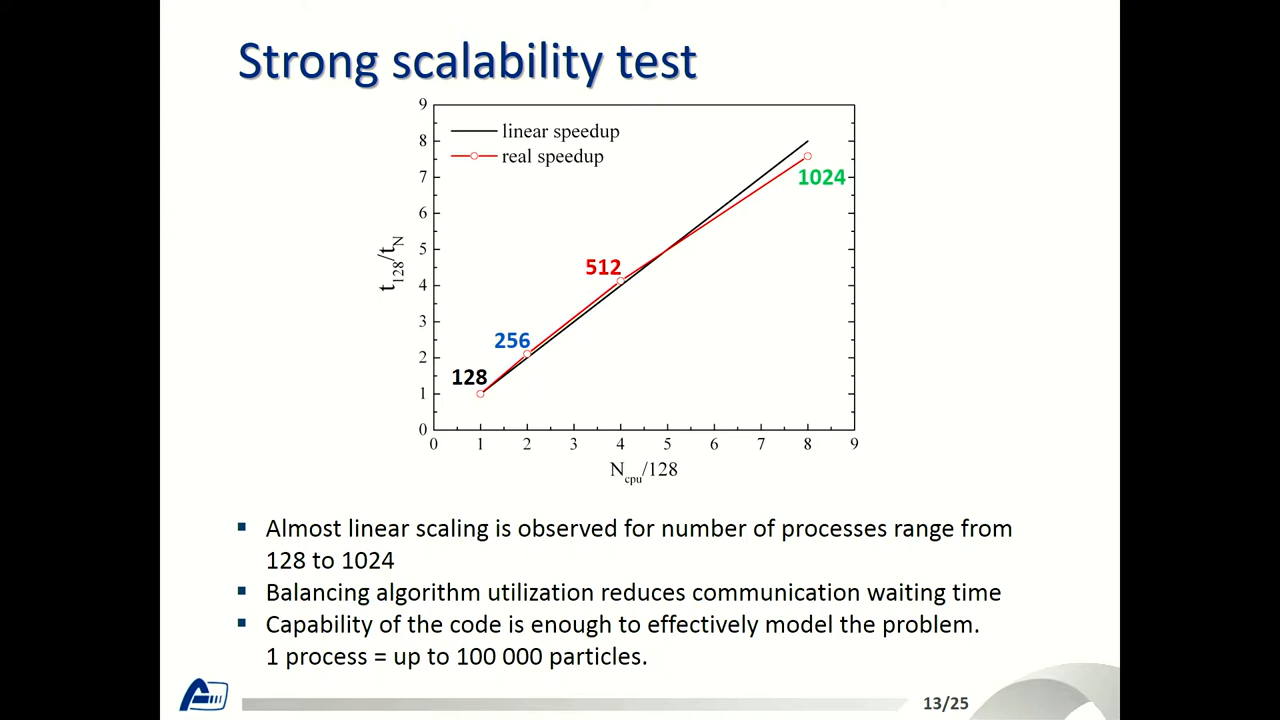 Strong scalability test
9
linear speedup
8
real speedup
7
1024
6
t128/tN
5
512
4
3
256
2
128
1
0
0 1 2 3 4 5 6 7 8 9
Ncpu/128
▪ Almost linear scaling is observed for number of processes range from
128 to 1024
▪ Balancing algorithm utilization reduces communication waiting time
▪ Capability of the code is enough to effectively model the problem.
1 process = up to 100 000 particles.
13/25